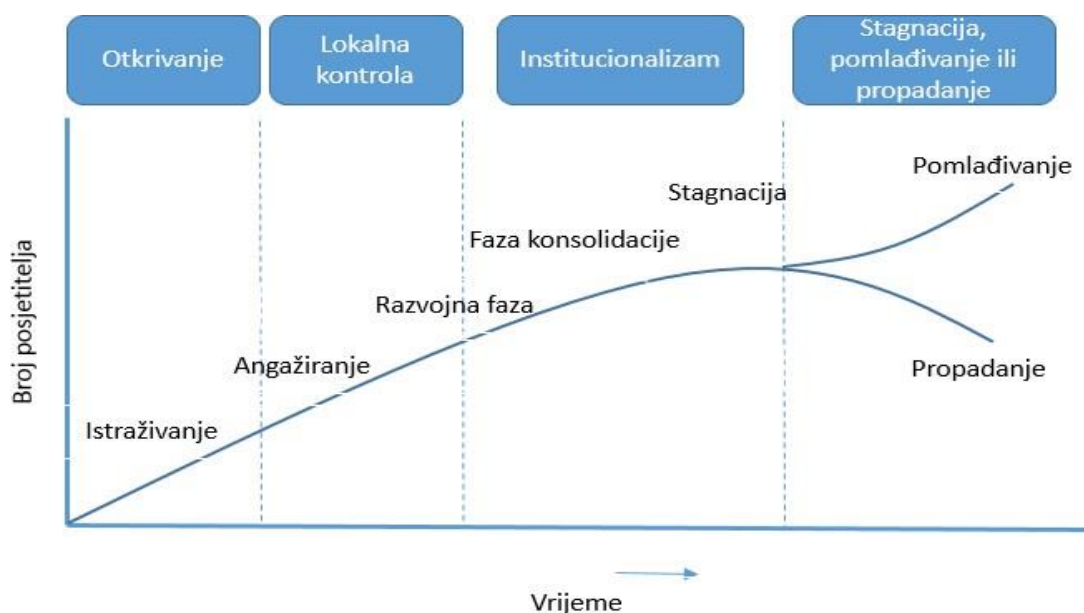 Otkrivanje
Lokalna
kontrola
Institucionalizam
Stagnacija,
pomlađivanje ili
propadanje
Pomlađivanje
Stagnacija
Faza konsolidacije
Razvojna faza
Angažiranje
Propadanje
Istraživanje
Broj posjetitelja
Vrijeme